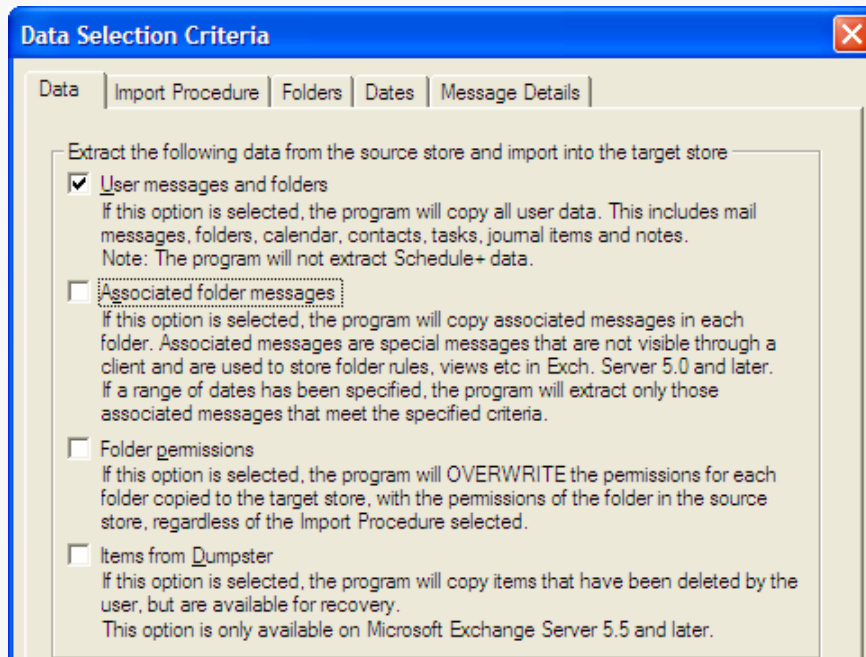 Data Selection Criteria
Data
Import Procedure
Folders
Dates
Message Details
Extract the following data from the source store and import into the target store
User messages and folders
If this option is selected, the program will copy all user data. This includes mail
messages, folders, calendar, contacts, tasks, journal items and notes.
Note: The program will not extract Schedule+ data.
Associated folder messages
If this option is selected, the program will copy associated messages in each
folder. Associated messages are special messages that are not visible through a
client and are used to store folder rules, views etc in Exch. Server 5.0 and later.
If a range of dates has been specified, the program will extract only those
associated messages that meet the specified criteria.
Folder permissions
If this option is selected, the program will OVERWRITE the permissions for each
folder copied to the target store, with the permissions of the folder in the source
store, regardless of the Import Procedure selected.
Items from Dumpster
If this option is selected, the program will copy items that have been deleted by the
user, but are available for recovery.
This option is only available on Microsoft Exchange Server 5.5 and later.